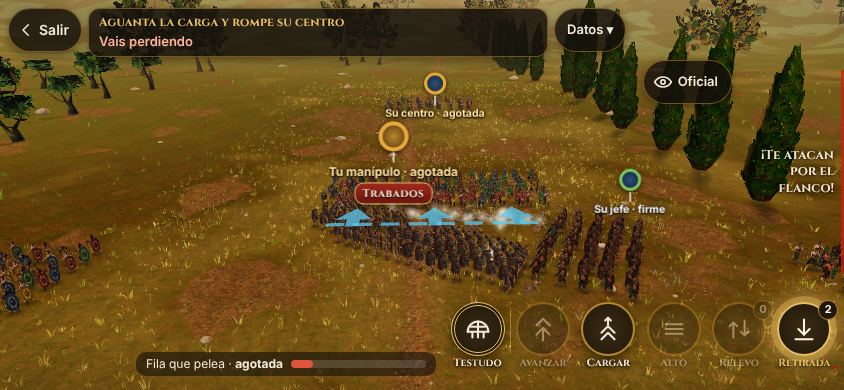 Salir
AGUANTA LA CARGA Y ROMPE SU CENTRO
Vais perdiendo
Datos ▾
Oficial
Su centro · agotada
Tu manípulo · agotada
TRABADOS
Su jefe · firme
¡TE ATACAN
POR EL
FLANCO!
0
2
TESTUDO
AVANZAR
CARGAR
ALTO
RELEVO
RETIRADA
Fila que pelea · agotada